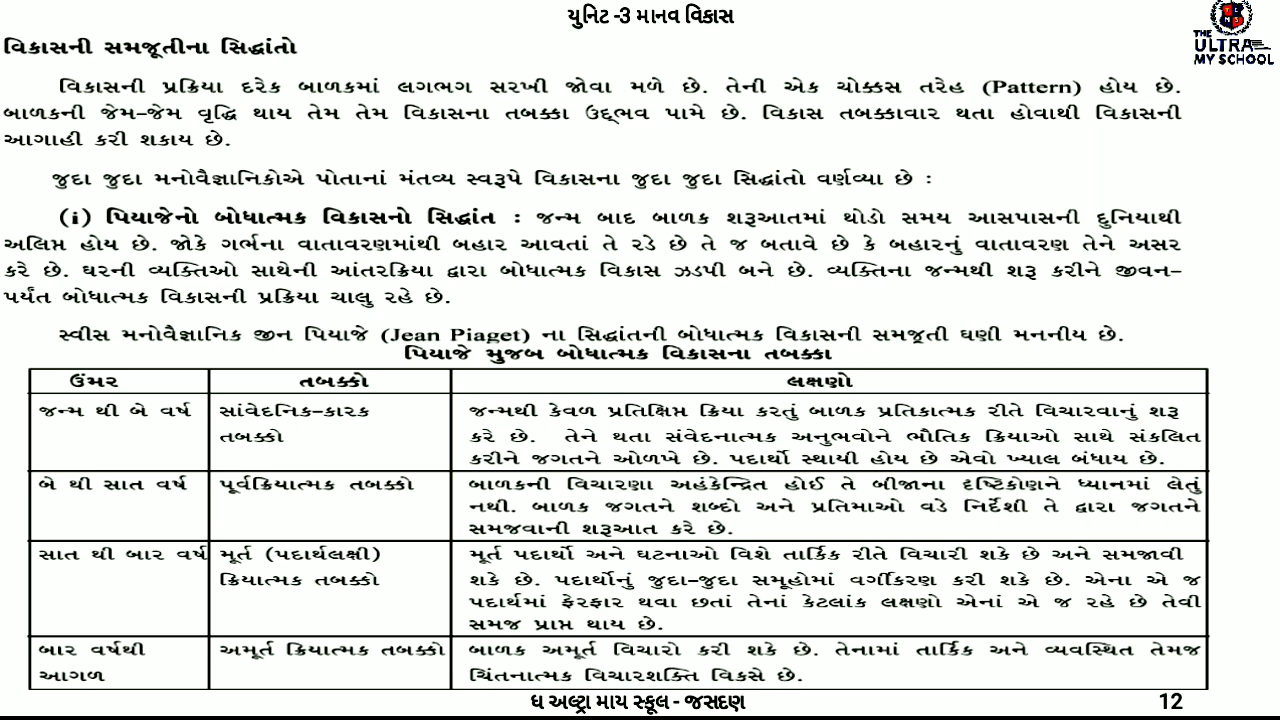 યુનિટ -3 માનવ વિકાસ
THE
ULTRA
MY SCHOOL
વિકાસની સમજૂતીના સિદ્ધાંતો
વિકાસની પ્રક્રિયા દરેક બાળકમાં લગભગ સરખી જોવા મળે છે. તેની એક ચોક્કસ તરેહ (Pattern) હોય છે.
બાળકની જેમ-જેમ વૃદ્ધિ થાય તેમ તેમ વિકાસના તબક્કા ઉદ્ભવ પામે છે. વિકાસ તબક્કાવાર થતા હોવાથી વિકાસની
આગાહી કરી શકાય છે.
જુદા જુદા મનોવૈજ્ઞાનિકોએ પોતાનાં મંતવ્ય સ્વરૂપે વિકાસના જુદા જુદા સિદ્ધાંતો વર્ણવ્યા છે :
(i) પિયાજેનો બોધાત્મક વિકાસનો સિદ્ધાંત : જન્મ બાદ બાળક શરૂઆતમાં થોડો સમય આસપાસની દુનિયાથી
અલિપ્ત હોય છે. જોકે ગર્ભના વાતાવરણમાંથી બહાર આવતાં તે રડે છે તે જ બતાવે છે કે બહારનું વાતાવરણ તેને અસર
કરે છે. ઘરની વ્યક્તિઓ સાથેની આંતરક્રિયા દ્વારા બોધાત્મક વિકાસ ઝડપી બને છે. વ્યક્તિના જન્મથી શરૂ કરીને જીવન-
પર્યંત બોધાત્મક વિકાસની પ્રક્રિયા ચાલુ રહે છે.
સ્વીસ મનોવૈજ્ઞાનિક જીન પિયાજે (Jean Piaget) ના સિદ્ધાંતની બોધાત્મક વિકાસની સમજૂતી ઘણી મનનીય છે.
પિયાજે મુજબ બોધાત્મક વિકાસના તબક્કા
ઉંમર તબક્કો લક્ષણો
જન્મ થી બે વર્ષ સાંવેદનિક-કારક જન્મથી કેવળ પ્રતિક્ષિપ્ત ક્રિયા કરતું બાળક પ્રતિકાત્મક રીતે વિચારવાનું શરૂ
તબક્કો કરે છે. તેને થતા સંવેદનાત્મક અનુભવોને ભૌતિક ક્રિયાઓ સાથે સંકલિત
કરીને જગતને ઓળખે છે. પદાર્થો સ્થાયી હોય છે એવો ખ્યાલ બંધાય છે.
બે થી સાત વર્ષ પૂર્વક્રિયાત્મક તબક્કો બાળકની વિચારણા અહંકેન્દ્રિત હોઈ તે બીજાના દૃષ્ટિકોણને ધ્યાનમાં લેતું
નથી. બાળક જગતને શબ્દો અને પ્રતિમાઓ વડે નિર્દેશી તે દ્વારા જગતને
સમજવાની શરૂઆત કરે છે.
સાત થી બાર વર્ષ મૂર્ત (પદાર્થલક્ષી) મૂર્ત પદાર્થો અને ઘટનાઓ વિશે તાર્કિક રીતે વિચારી શકે છે અને સમજાવી
ક્રિયાત્મક તબક્કો શકે છે. પદાર્થોનું જુદા-જુદા સમૂહોમાં વર્ગીકરણ કરી શકે છે. એના એ જ
પદાર્થમાં ફેરફાર થવા છતાં તેનાં કેટલાંક લક્ષણો એનાં એ જ રહે છે તેવી
સમજ પ્રાપ્ત થાય છે.
બાર વર્ષથી અમૂર્ત ક્રિયાત્મક તબક્કો બાળક અમૂર્ત વિચારો કરી શકે છે. તેનામાં તાર્કિક અને વ્યવસ્થિત તેમજ
આગળ ચિંતનાત્મક વિચારશક્તિ વિકસે છે.
ધ અલ્ટ્રા માય સ્કૂલ - જસદણ 12